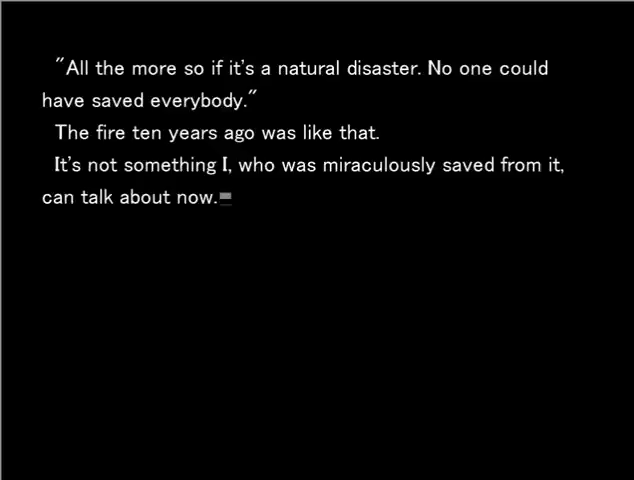 "All the more so if it's a natural disaster. No one could
have saved everybody."
The fire ten years ago was like that.
It's not something I, who was miraculously saved from it,
can talk about now.